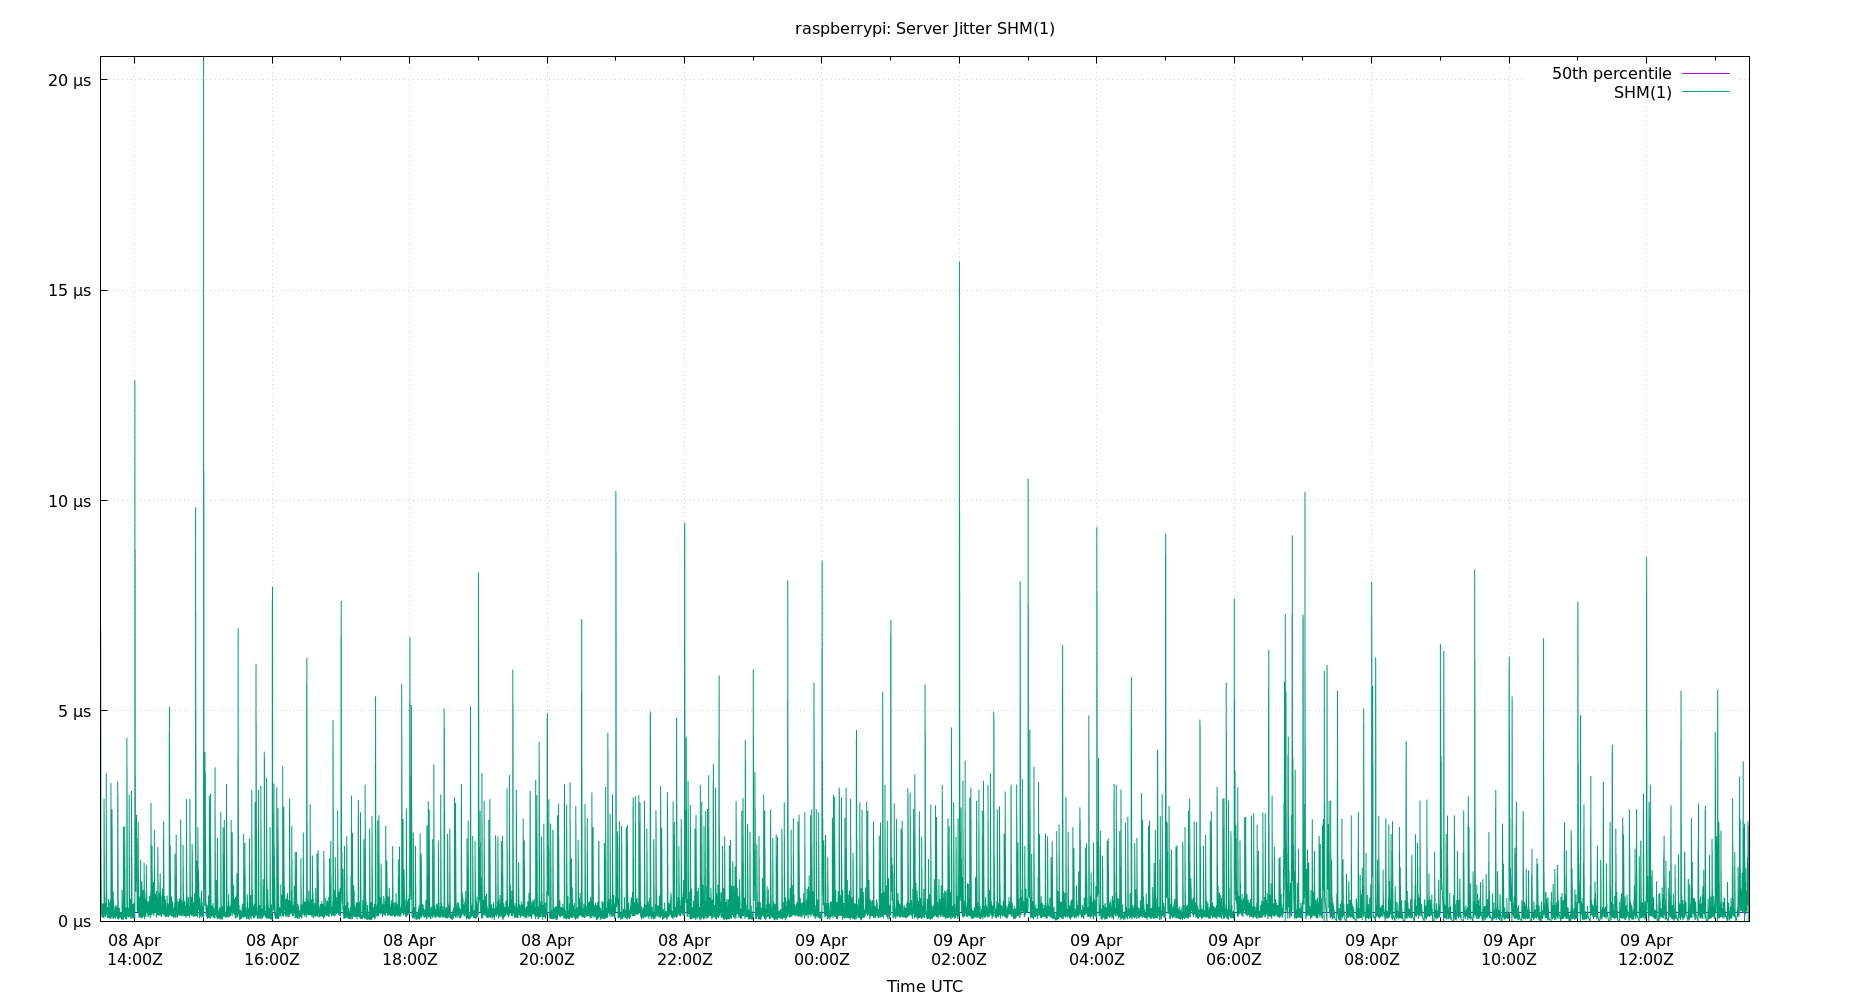 raspberrypi: Server Jitter SHM(1)
50th percentile
SHM(1)
20 µs
15 µs
10 µs
5 µs
0 µs
08 Apr 08 Apr 08 Apr 08 Apr 08 Apr 09 Apr 09 Apr 09 Apr 09 Apr 09 Apr 09 Apr 09 Apr
14:00Z 16:00Z 18:00Z 20:00Z 22:00Z 00:00Z 02:00Z 04:00Z 06:00Z 08:00Z 10:00Z 12:00Z
Time UTC